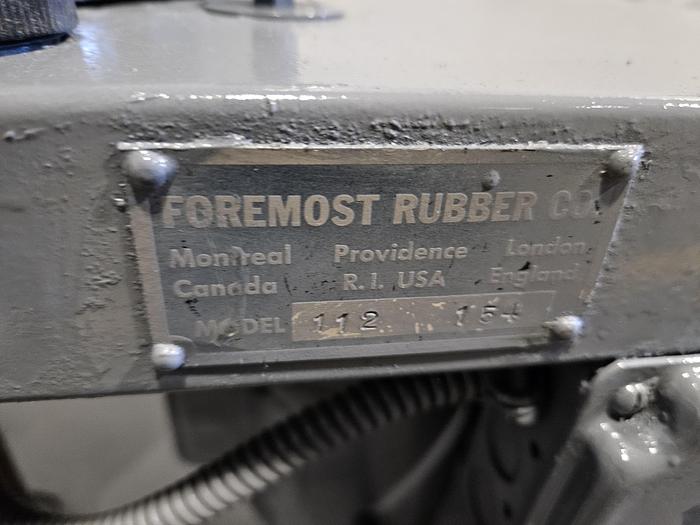 FOREMOST RUBBER CO.
Montreal Providence London
Canada R.I. USA England
MODEL 112 154